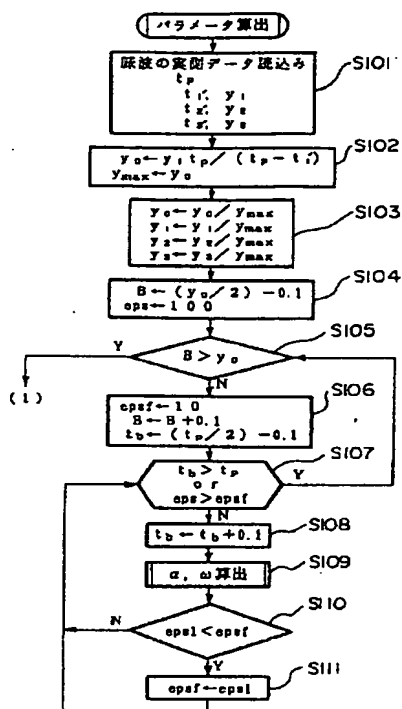 パラメータ算出
脈波の実測データ読込み
S101
tp
t1', y1
t2', y2
t3', y3
y0←y1tp／(tp−t1')
ymax←y0
S102
y0←y0／ymax
y1←y1／ymax
y2←y2／ymax
y3←y3／ymax
S103
B←(y0／2)−0.1
eps←100
S104
S105
Y
B>y0
(1)
N
S106
epsf←10
B←B+0.1
tb←(tp／2)−0.1
S107
tb>tp
or
eps>epsf
Y
N
S108
tb←tb+0.1
S109
α, ω算出
S110
N
eps1<epsf
Y
S111
epsf←eps1